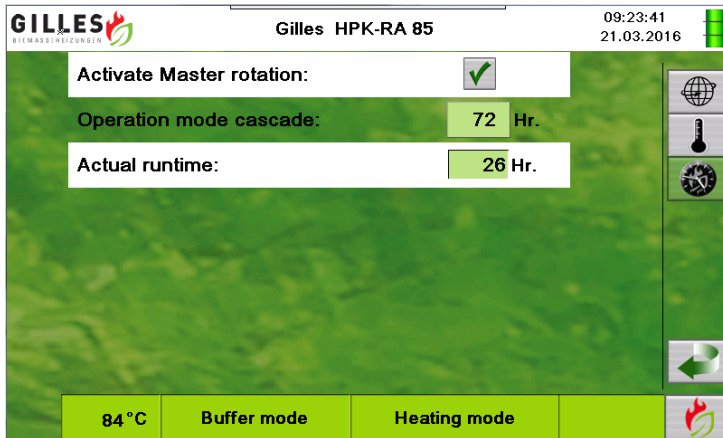 GILLES
BIOMASSEHEIZUNGEN
Gilles HPK-RA 85
09:23:41
21.03.2016
Activate Master rotation:
Operation mode cascade: 72 Hr.
Actual runtime: 26 Hr.
84°C Buffer mode Heating mode